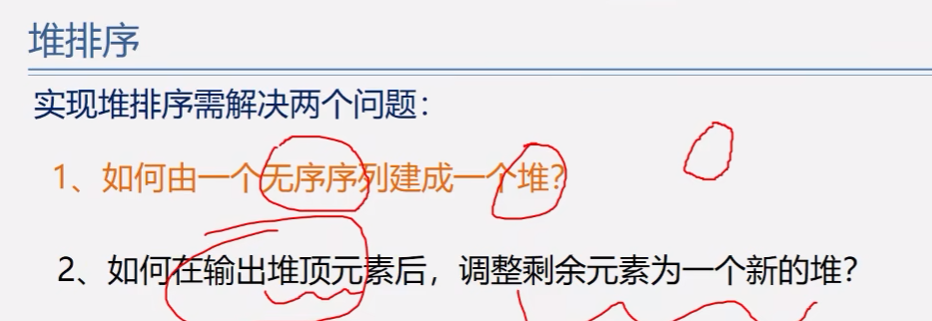 堆排序
实现堆排序需解决两个问题：
1、如何由一个无序序列建成一个堆？
2、如何在输出堆顶元素后，调整剩余元素为一个新的堆？